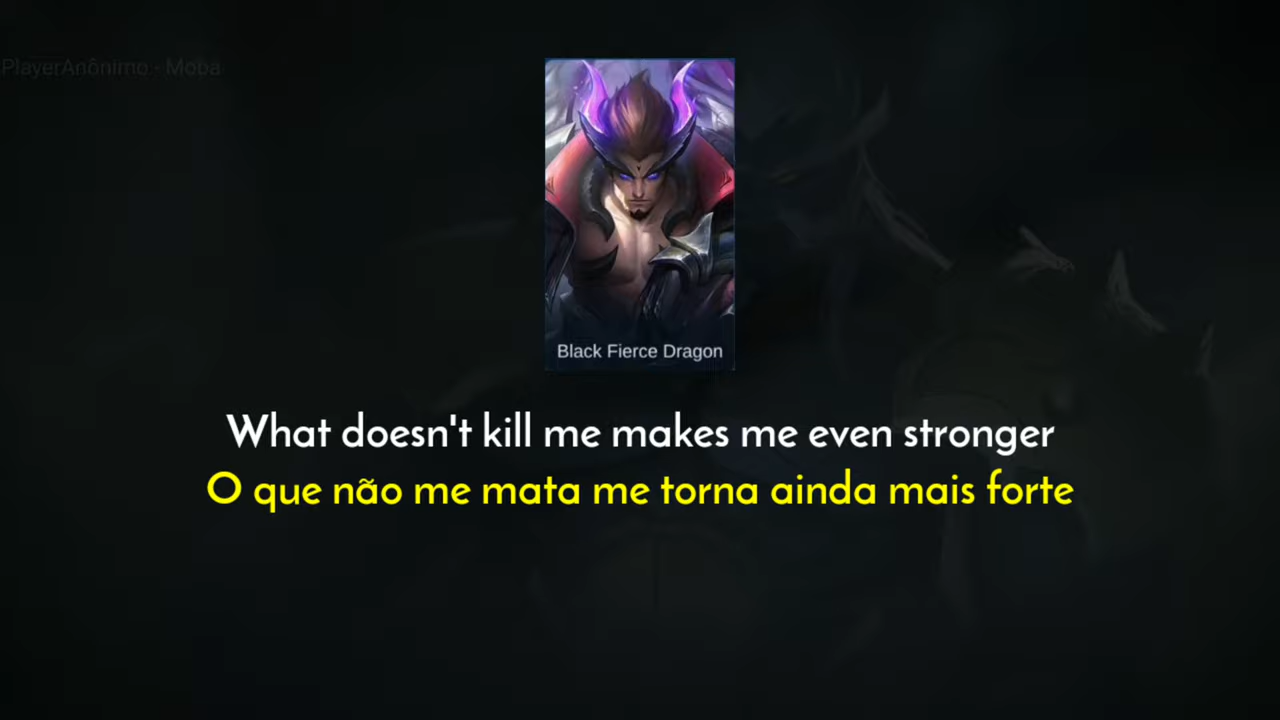 PlayerAnônimo - Moba
Black Fierce Dragon
What doesn't kill me makes me even stronger
O que não me mata me torna ainda mais forte